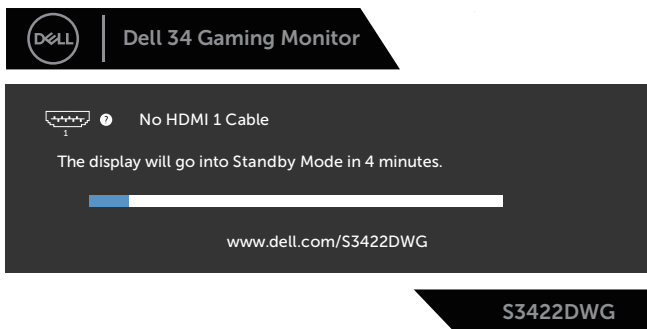 DELL
Dell 34 Gaming Monitor
? No HDMI 1 Cable
1
The display will go into Standby Mode in 4 minutes.
www.dell.com/S3422DWG
S3422DWG